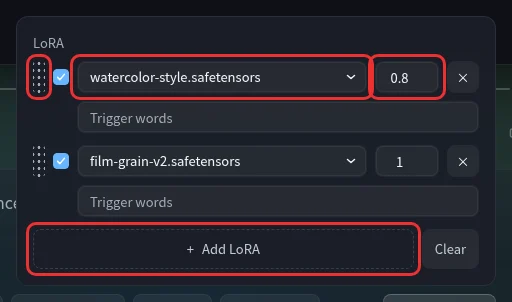 LoRA
watercolor-style.safetensors 0.8 ×
Trigger words
film-grain-v2.safetensors 1 ×
Trigger words
+ Add LoRA Clear